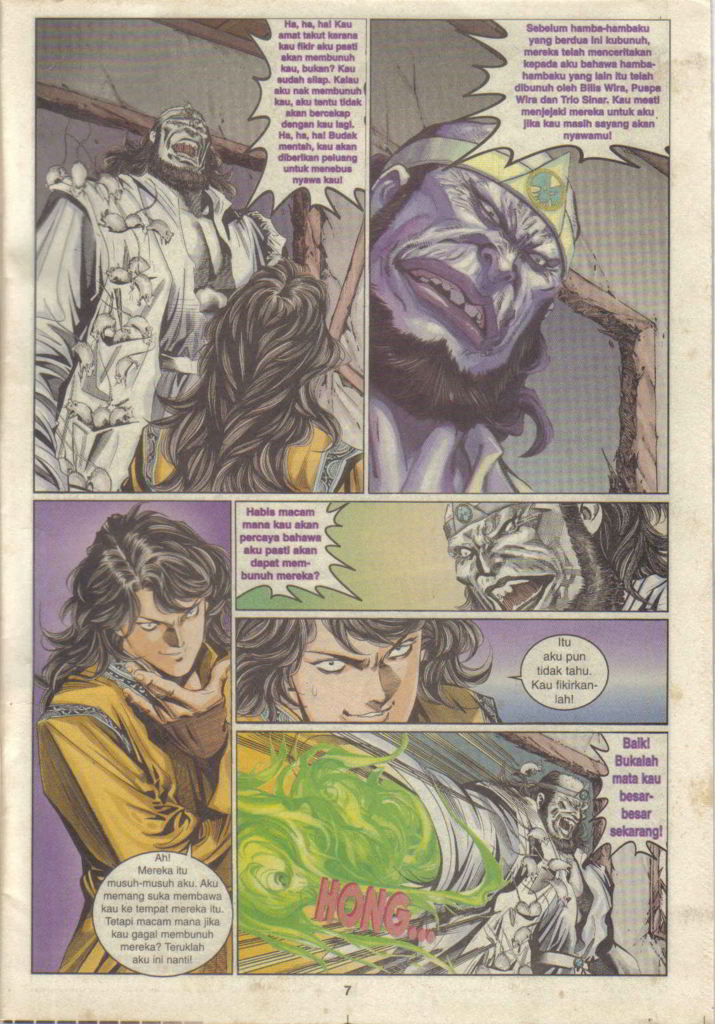 Ha, ha, ha! Kau
amat takut kerana
kau fikir aku pasti
akan membunuh
kau, bukan? Kau
sudah silap. Kalau
aku nak membunuh
kau, aku tentu tidak
akan bercakap
dengan kau lagi.
Ha, ha, ha! Budak
mentah, kau akan
diberikan peluang
untuk menebus
nyawa kau!
Sebelum hamba-hambaku
yang berdua ini kubunuh,
mereka telah menceritakan
kepada aku bahawa hamba-
hambaku yang lain itu telah
dibunuh oleh Bilis Wira, Puspa
Wira dan Trio Sinar. Kau mesti
menjejaki mereka untuk aku
jika kau masih sayang akan
nyawamu!
Ah!
Mereka itu
musuh-musuh aku. Aku
memang suka membawa
kau ke tempat mereka itu.
Tetapi macam mana jika
kau gagal membunuh
mereka? Teruklah
aku ini nanti!
Habis macam
mana kau akan
percaya bahawa
aku pasti akan
dapat mem-
bunuh mereka?
Itu
aku pun
tidak tahu.
Kau fikirkan-
lah!
Baik!
Bukalah
mata kau
besar-
besar
sekarang!
HONG...
7